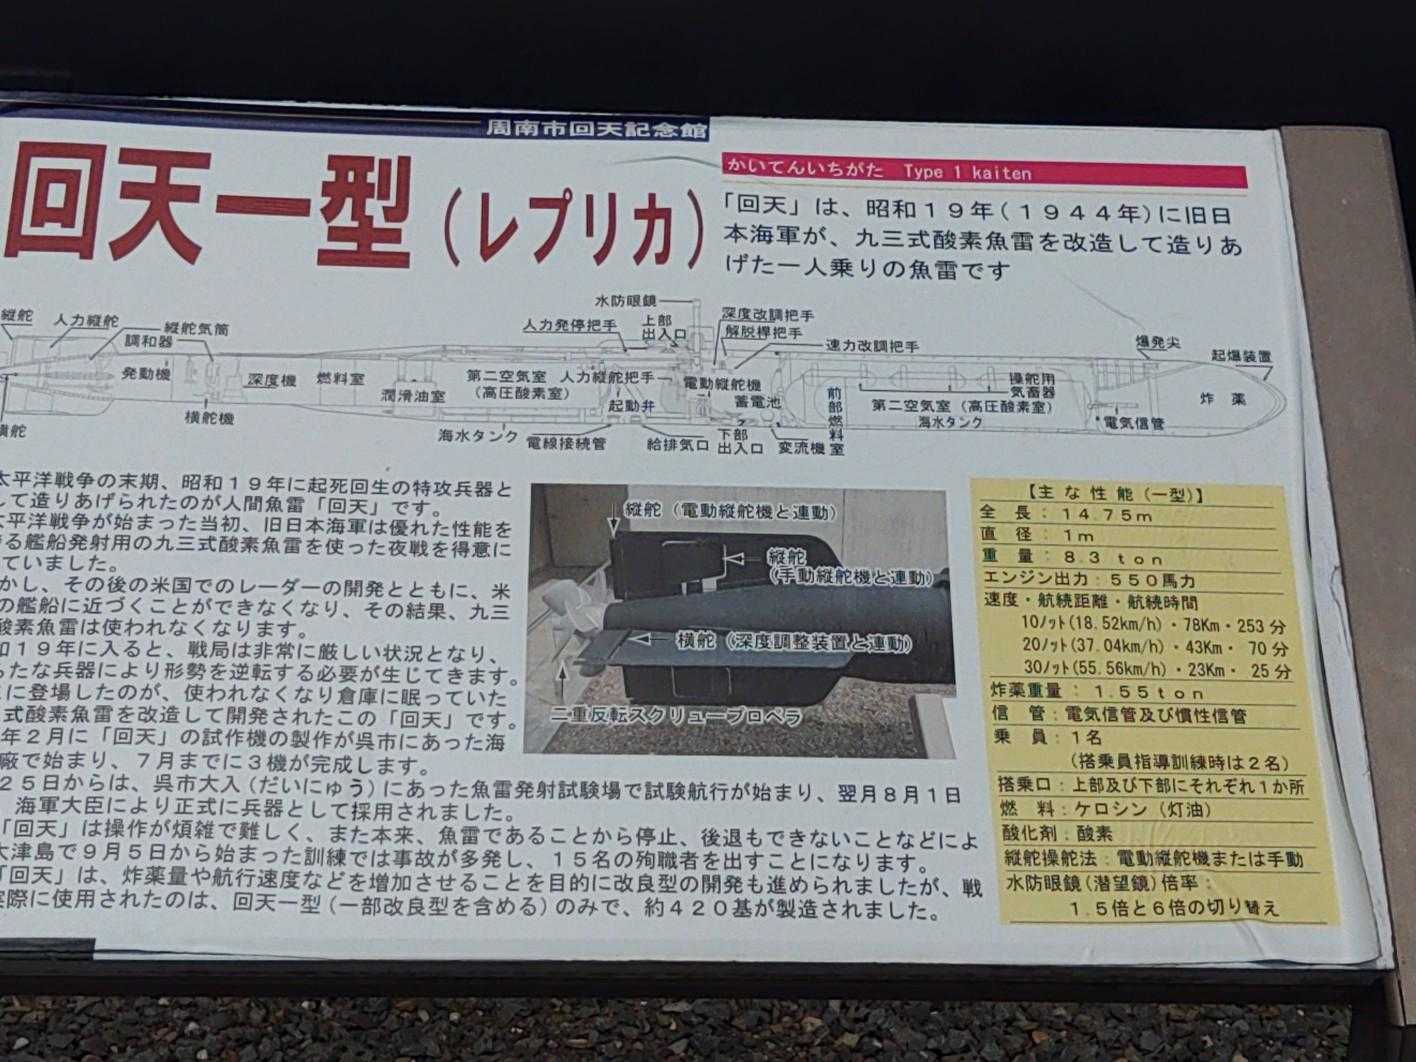 周南市回天記念館
回天一型（レプリカ）
かいてんいちがた　Type 1 kaiten
「回天」は、昭和１９年（１９４４年）に旧日
本海軍が、九三式酸素魚雷を改造して造りあ
げた一人乗りの魚雷です
縦舵
人力縦舵
縦舵気筒
調和器
発動機
深度機
燃料室
横舵機
横舵
潤滑油室
海水タンク
第二空気室
（高圧酸素室）
電線接続管
人力発停把手
水防眼鏡
上部
出入口
人力縦舵把手
起動弁
給排気口
深度改調把手
解脱桿把手
速力改調把手
電動縦舵機
蓄電池
下部
出入口
変流機
前部燃料室
第二空気室（高圧酸素室）
海水タンク
操舵用
気畜器
爆発尖
電気信管
起爆装置
炸薬
太平洋戦争の末期、昭和１９年に起死回生の特攻兵器と
して造りあげられたのが人間魚雷「回天」です。
太平洋戦争が始まった当初、旧日本海軍は優れた性能を
る艦船発射用の九三式酸素魚雷を使った夜戦を得意に
ていました。
かし、その後の米国でのレーダーの開発とともに、米
の艦船に近づくことができなくなり、その結果、九三
酸素魚雷は使われなくなります。
和１９年に入ると、戦局は非常に厳しい状況となり、
たな兵器により形勢を逆転する必要が生じてきます。
に登場したのが、使われなくなり倉庫に眠っていた
式酸素魚雷を改造して開発されたこの「回天」です。
年２月に「回天」の試作機の製作が呉市にあった海
廠で始まり、７月までに３機が完成します。
２５日からは、呉市大入（だいにゅう）にあった魚雷発射試験場で試験航行が始まり、翌月８月１日
、海軍大臣により正式に兵器として採用されました。
「回天」は操作が煩雑で難しく、また本来、魚雷であることから停止、後退もできないことなどによ
大津島で９月５日から始まった訓練では事故が多発し、１５名の殉職者を出すことになります。
「回天」は、炸薬量や航行速度などを増加させることを目的に改良型の開発も進められましたが、戦
実際に使用されたのは、回天一型（一部改良型を含める）のみで、約４２０基が製造されました。
縦舵（電動縦舵機と連動）
縦舵
（手動縦舵機と連動）
横舵（深度調整装置と連動）
二重反転スクリュープロペラ
【主な性能（一型）】
全　長：１４.７５ｍ
直　径：１ｍ
重　量：８.３ｔｏｎ
エンジン出力：５５０馬力
速度・航続距離・航続時間
10ﾉｯﾄ(18.52km/h)・78Km・253分
20ﾉｯﾄ(37.04km/h)・43Km・ 70分
30ﾉｯﾄ(55.56km/h)・23Km・ 25分
炸薬重量：１.５５ｔｏｎ
信　管：電気信管及び慣性信管
乗　員：１名
（搭乗員指導訓練時は２名）
搭乗口：上部及び下部にそれぞれ１か所
燃　料：ケロシン（灯油）
酸化剤：酸素
縦舵操舵法：電動縦舵機または手動
水防眼鏡（潜望鏡）倍率：
１.５倍と６倍の切り替え